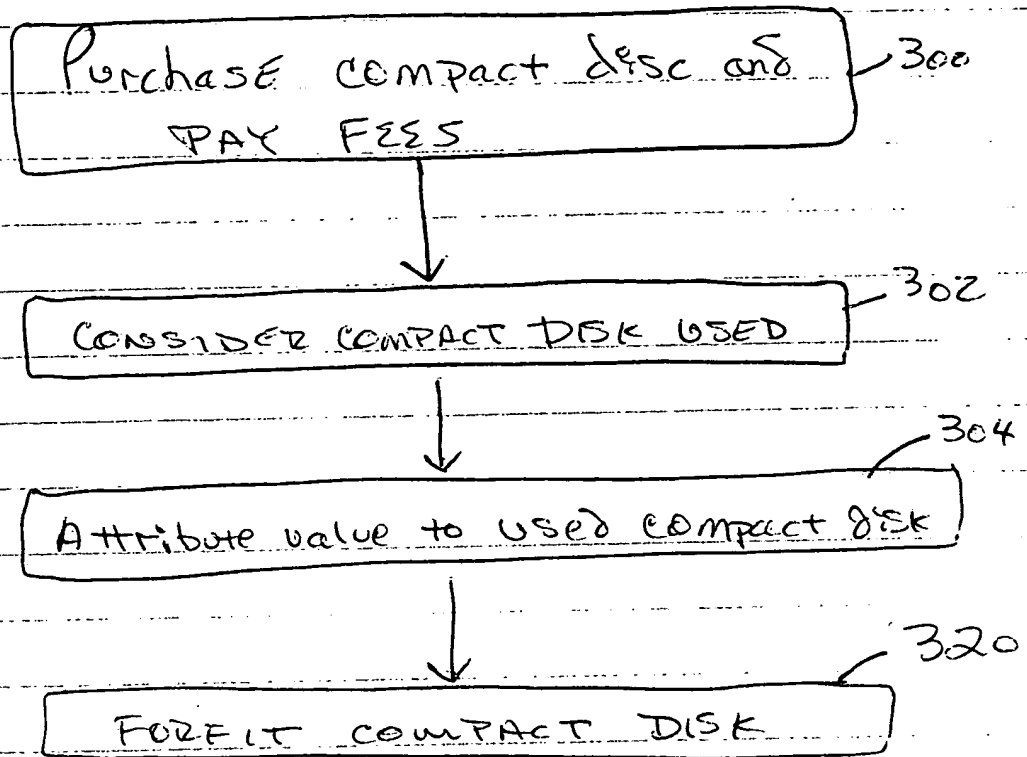 Purchase compact disc and
PAY FEES
300
CONSIDER COMPACT DISK USED
302
Attribute value to used compact disk
304
FOREIT COMPACT DISK
320